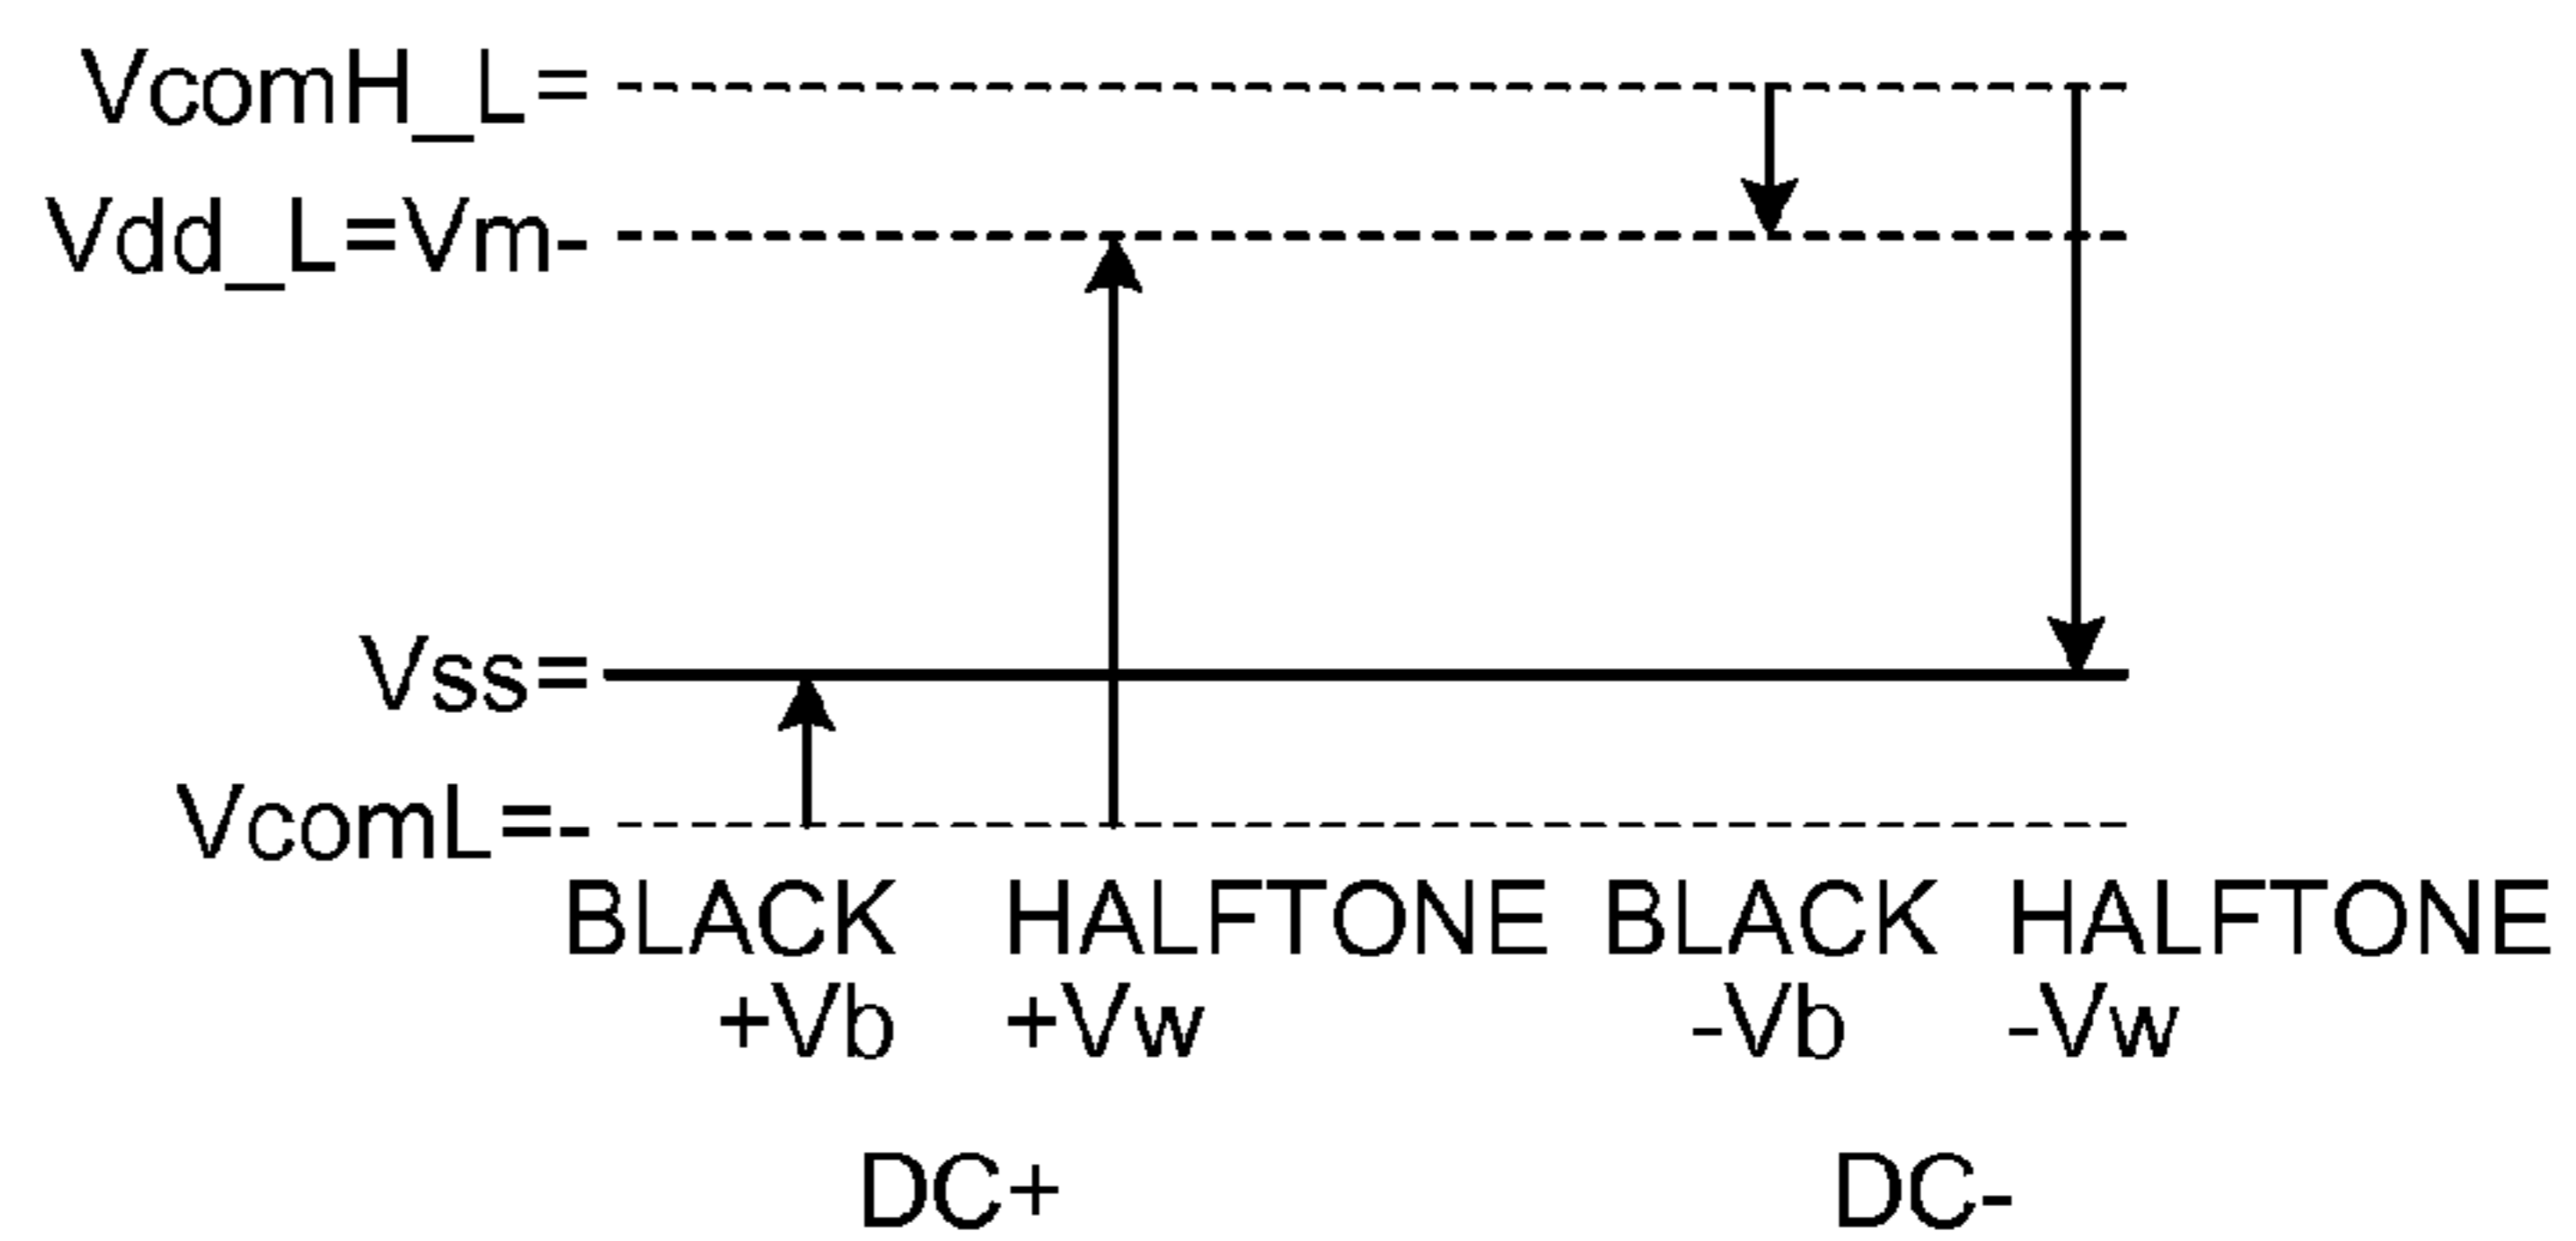 VcomH_L=
Vdd_L=Vm-
Vss=
VcomL=-
BLACK HALFTONE BLACK HALFTONE
+Vb +Vw -Vb -Vw
DC+ DC-